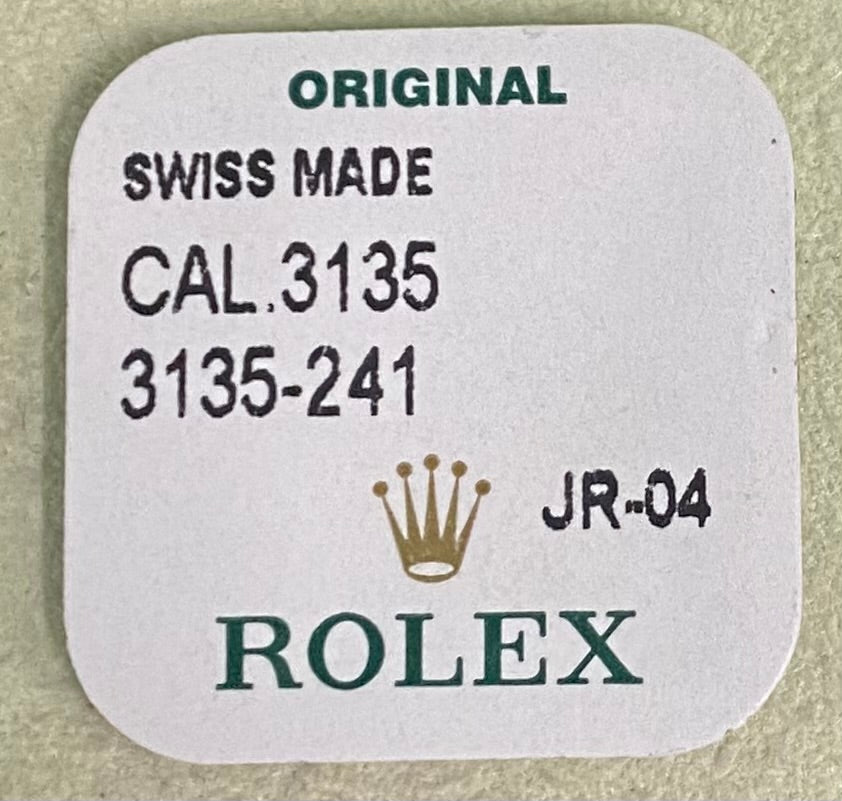 ORIGINAL
SWISS MADE
CAL.3135
3135-241
JR-04
ROLEX